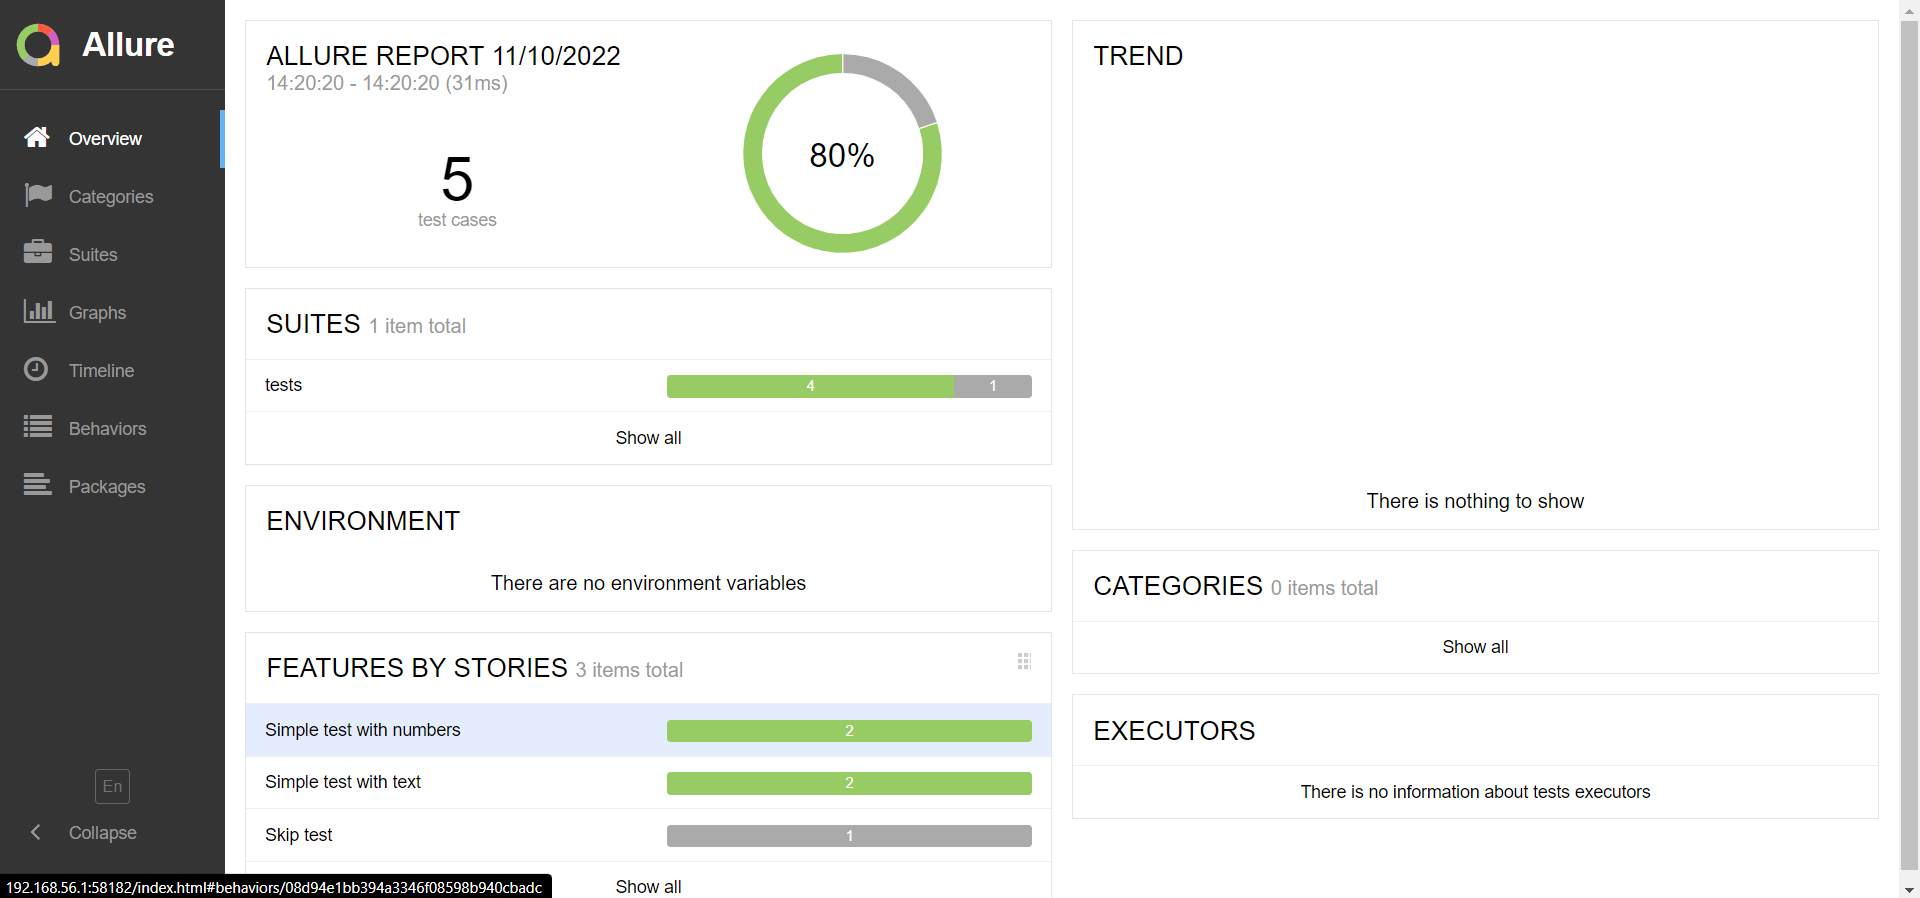 Allure
Overview
Categories
Suites
Graphs
Timeline
Behaviors
Packages
En
Collapse
192.168.56.1:58182/index.html#behaviors/08d94e1bb394a3346f08598b940cbadc
ALLURE REPORT 11/10/2022
14:20:20 - 14:20:20 (31ms)
5
test cases
80%
SUITES 1 item total
tests 4 1
Show all
ENVIRONMENT
There are no environment variables
FEATURES BY STORIES 3 items total
Simple test with numbers 2
Simple test with text 2
Skip test 1
Show all
TREND
There is nothing to show
CATEGORIES 0 items total
Show all
EXECUTORS
There is no information about tests executors